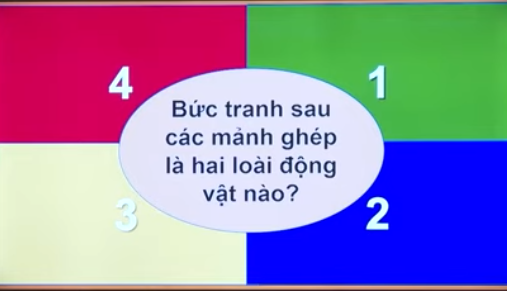 4
1
Bức tranh sau
các mảnh ghép
là hai loài động
vật nào?
3
2